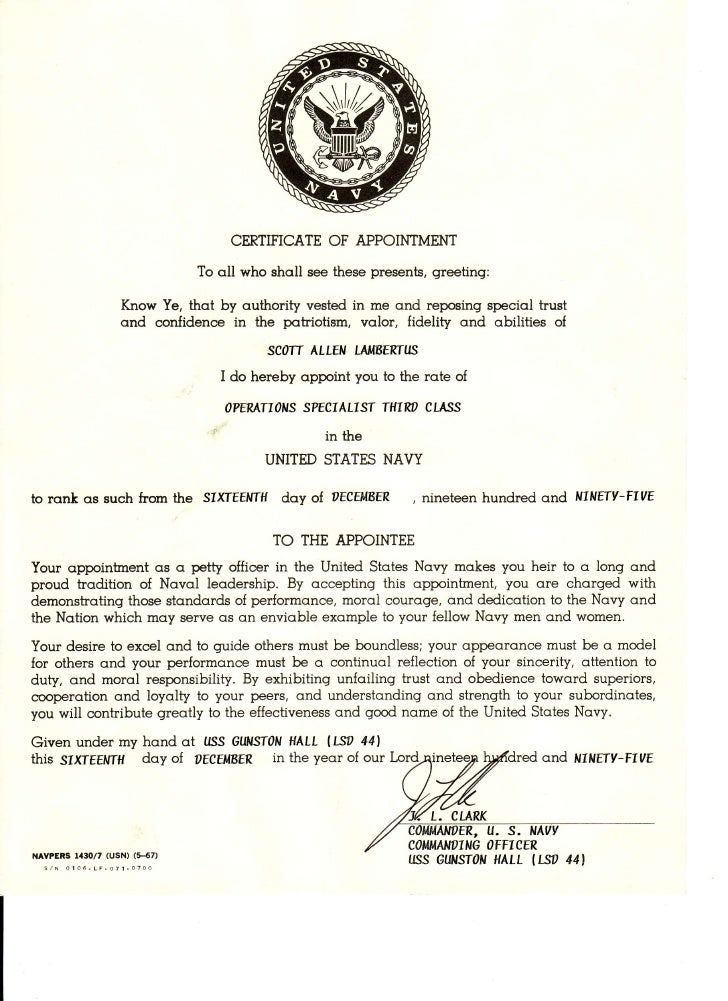 UNITED STATES
NAVY
CERTIFICATE OF APPOINTMENT
To all who shall see these presents, greeting:
Know Ye, that by authority vested in me and reposing special trust
and confidence in the patriotism, valor, fidelity and abilities of
SCOTT ALLEN LAMBERTUS
I do hereby appoint you to the rate of
OPERATIONS SPECIALIST THIRD CLASS
in the
UNITED STATES NAVY
to rank as such from the SIXTEENTH day of DECEMBER , nineteen hundred and NINETY-FIVE
TO THE APPOINTEE
Your appointment as a petty officer in the United States Navy makes you heir to a long and
proud tradition of Naval leadership. By accepting this appointment, you are charged with
demonstrating those standards of performance, moral courage, and dedication to the Navy and
the Nation which may serve as an enviable example to your fellow Navy men and women.
Your desire to excel and to guide others must be boundless; your appearance must be a model
for others and your performance must be a continual reflection of your sincerity, attention to
duty, and moral responsibility. By exhibiting unfailing trust and obedience toward superiors,
cooperation and loyalty to your peers, and understanding and strength to your subordinates,
you will contribute greatly to the effectiveness and good name of the United States Navy.
Given under my hand at USS GUNSTON HALL (LSD 44)
this SIXTEENTH day of DECEMBER in the year of our Lord nineteen hundred and NINETY-FIVE
L. CLARK
COMMANDER, U. S. NAVY
COMMANDING OFFICER
USS GUNSTON HALL (LSD 44)
NAVPERS 1430/7 (USN) (5-67)
S/N 0106-LF-071-0700